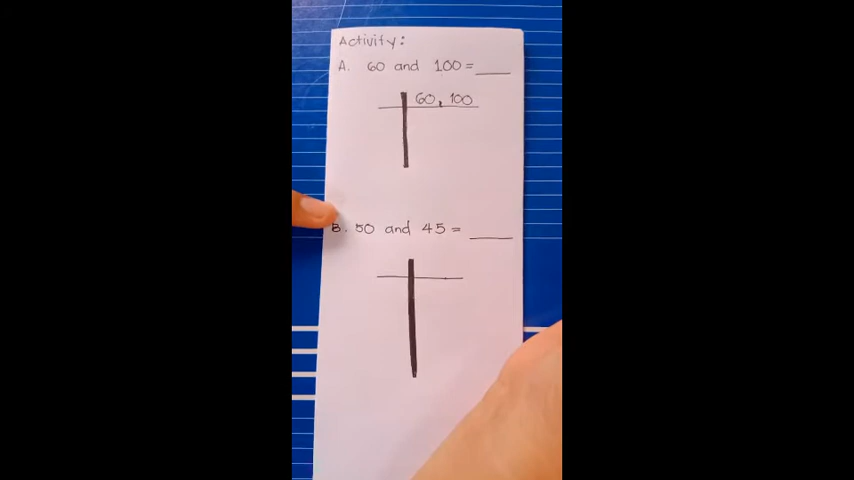 Activity:
A. 60 and 100 = ____
60, 100
B. 50 and 45 = ____